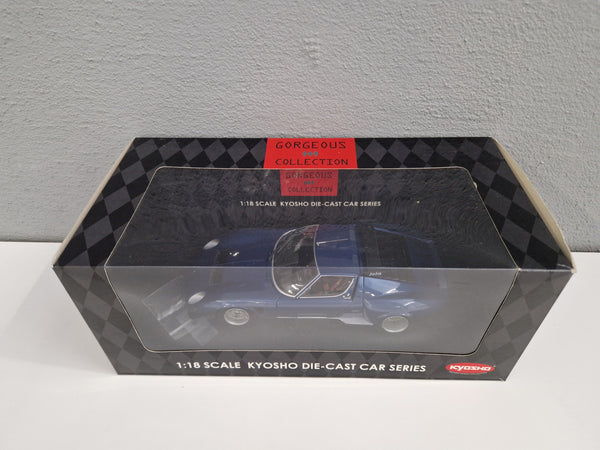 GORGEOUS
COLLECTION
GORGEOUS
COLLECTION
1:18 SCALE KYOSHO DIE-CAST CAR SERIES
Jota
1:18 SCALE KYOSHO DIE-CAST CAR SERIES
KYOSHO